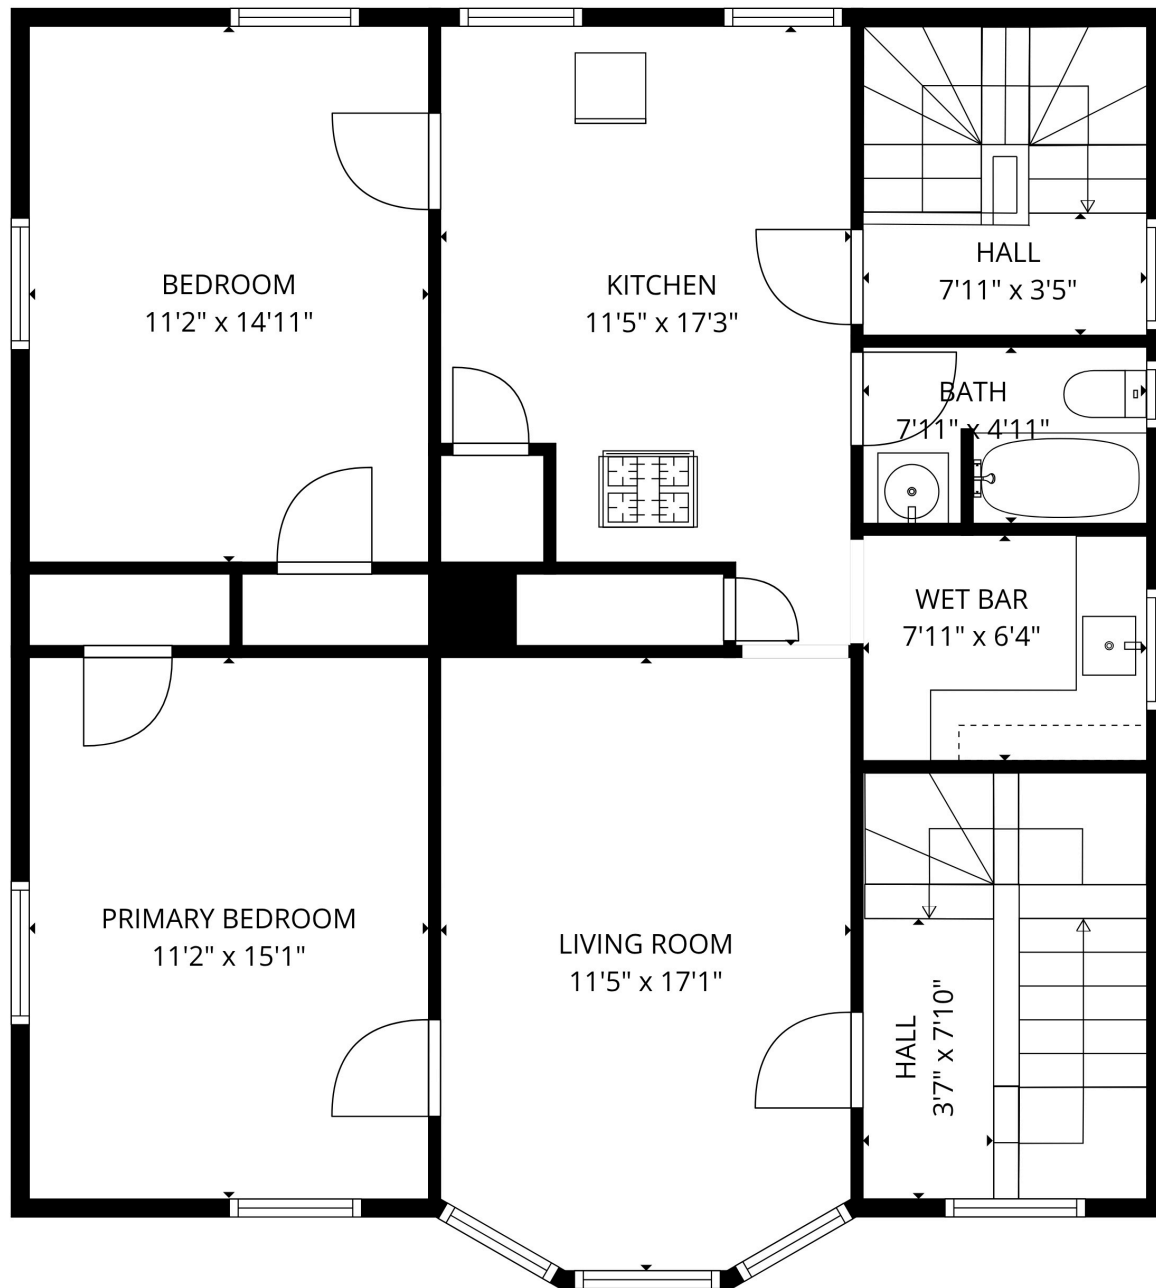 BEDROOM
11'2" x 14'11"
KITCHEN
11'5" x 17'3"
HALL
7'11" x 3'5"
BATH
7'11" x 4'11"
WET BAR
7'11" x 6'4"
PRIMARY BEDROOM
11'2" x 15'1"
LIVING ROOM
11'5" x 17'1"
HALL
3'7" x 7'10"